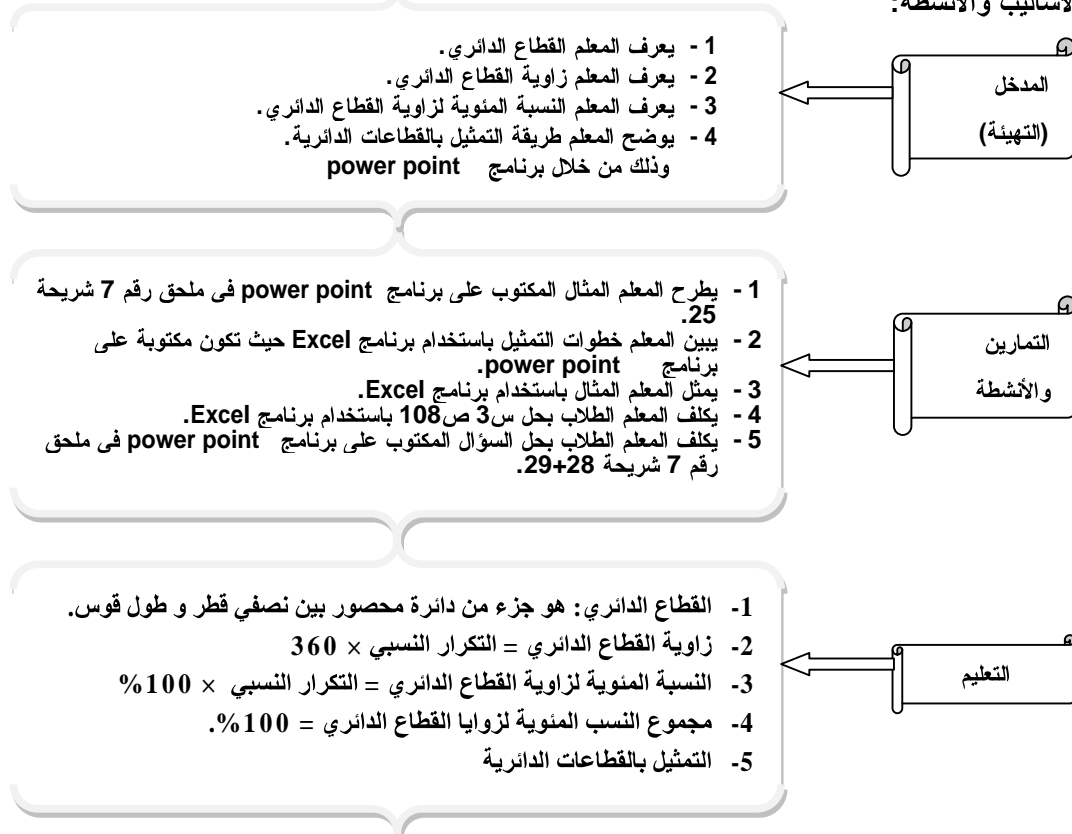 الأساليب والأنشطة:
المدخل
(التهيئة)
1 - يعرف المعلم القطاع الدائري.
2 - يعرف المعلم زاوية القطاع الدائري.
3 - يعرف المعلم النسبة المئوية لزاوية القطاع الدائري.
4 - يوضح المعلم طريقة التمثيل بالقطاعات الدائرية.
وذلك من خلال برنامج power point
التمارين
والأنشطة
1 - يطرح المعلم المثال المكتوب على برنامج power point في ملحق رقم 7 شريحة
25.
2 - يبين المعلم خطوات التمثيل باستخدام برنامج Excel حيث تكون مكتوبة على
برنامج power point.
3 - يمثل المعلم المثال باستخدام برنامج Excel.
4 - يكلف المعلم الطلاب بحل س3 ص108 باستخدام برنامج Excel.
5 - يكلف المعلم الطلاب بحل السؤال المكتوب على برنامج power point في ملحق
رقم 7 شريحة 28+29.
التعليم
1- القطاع الدائري: هو جزء من دائرة محصور بين نصفي قطر و طول قوس.
2- زاوية القطاع الدائري = التكرار النسبي × 360
3- النسبة المئوية لزاوية القطاع الدائري = التكرار النسبي × 100%
4- مجموع النسب المئوية لزوايا القطاع الدائري = 100%.
5- التمثيل بالقطاعات الدائرية